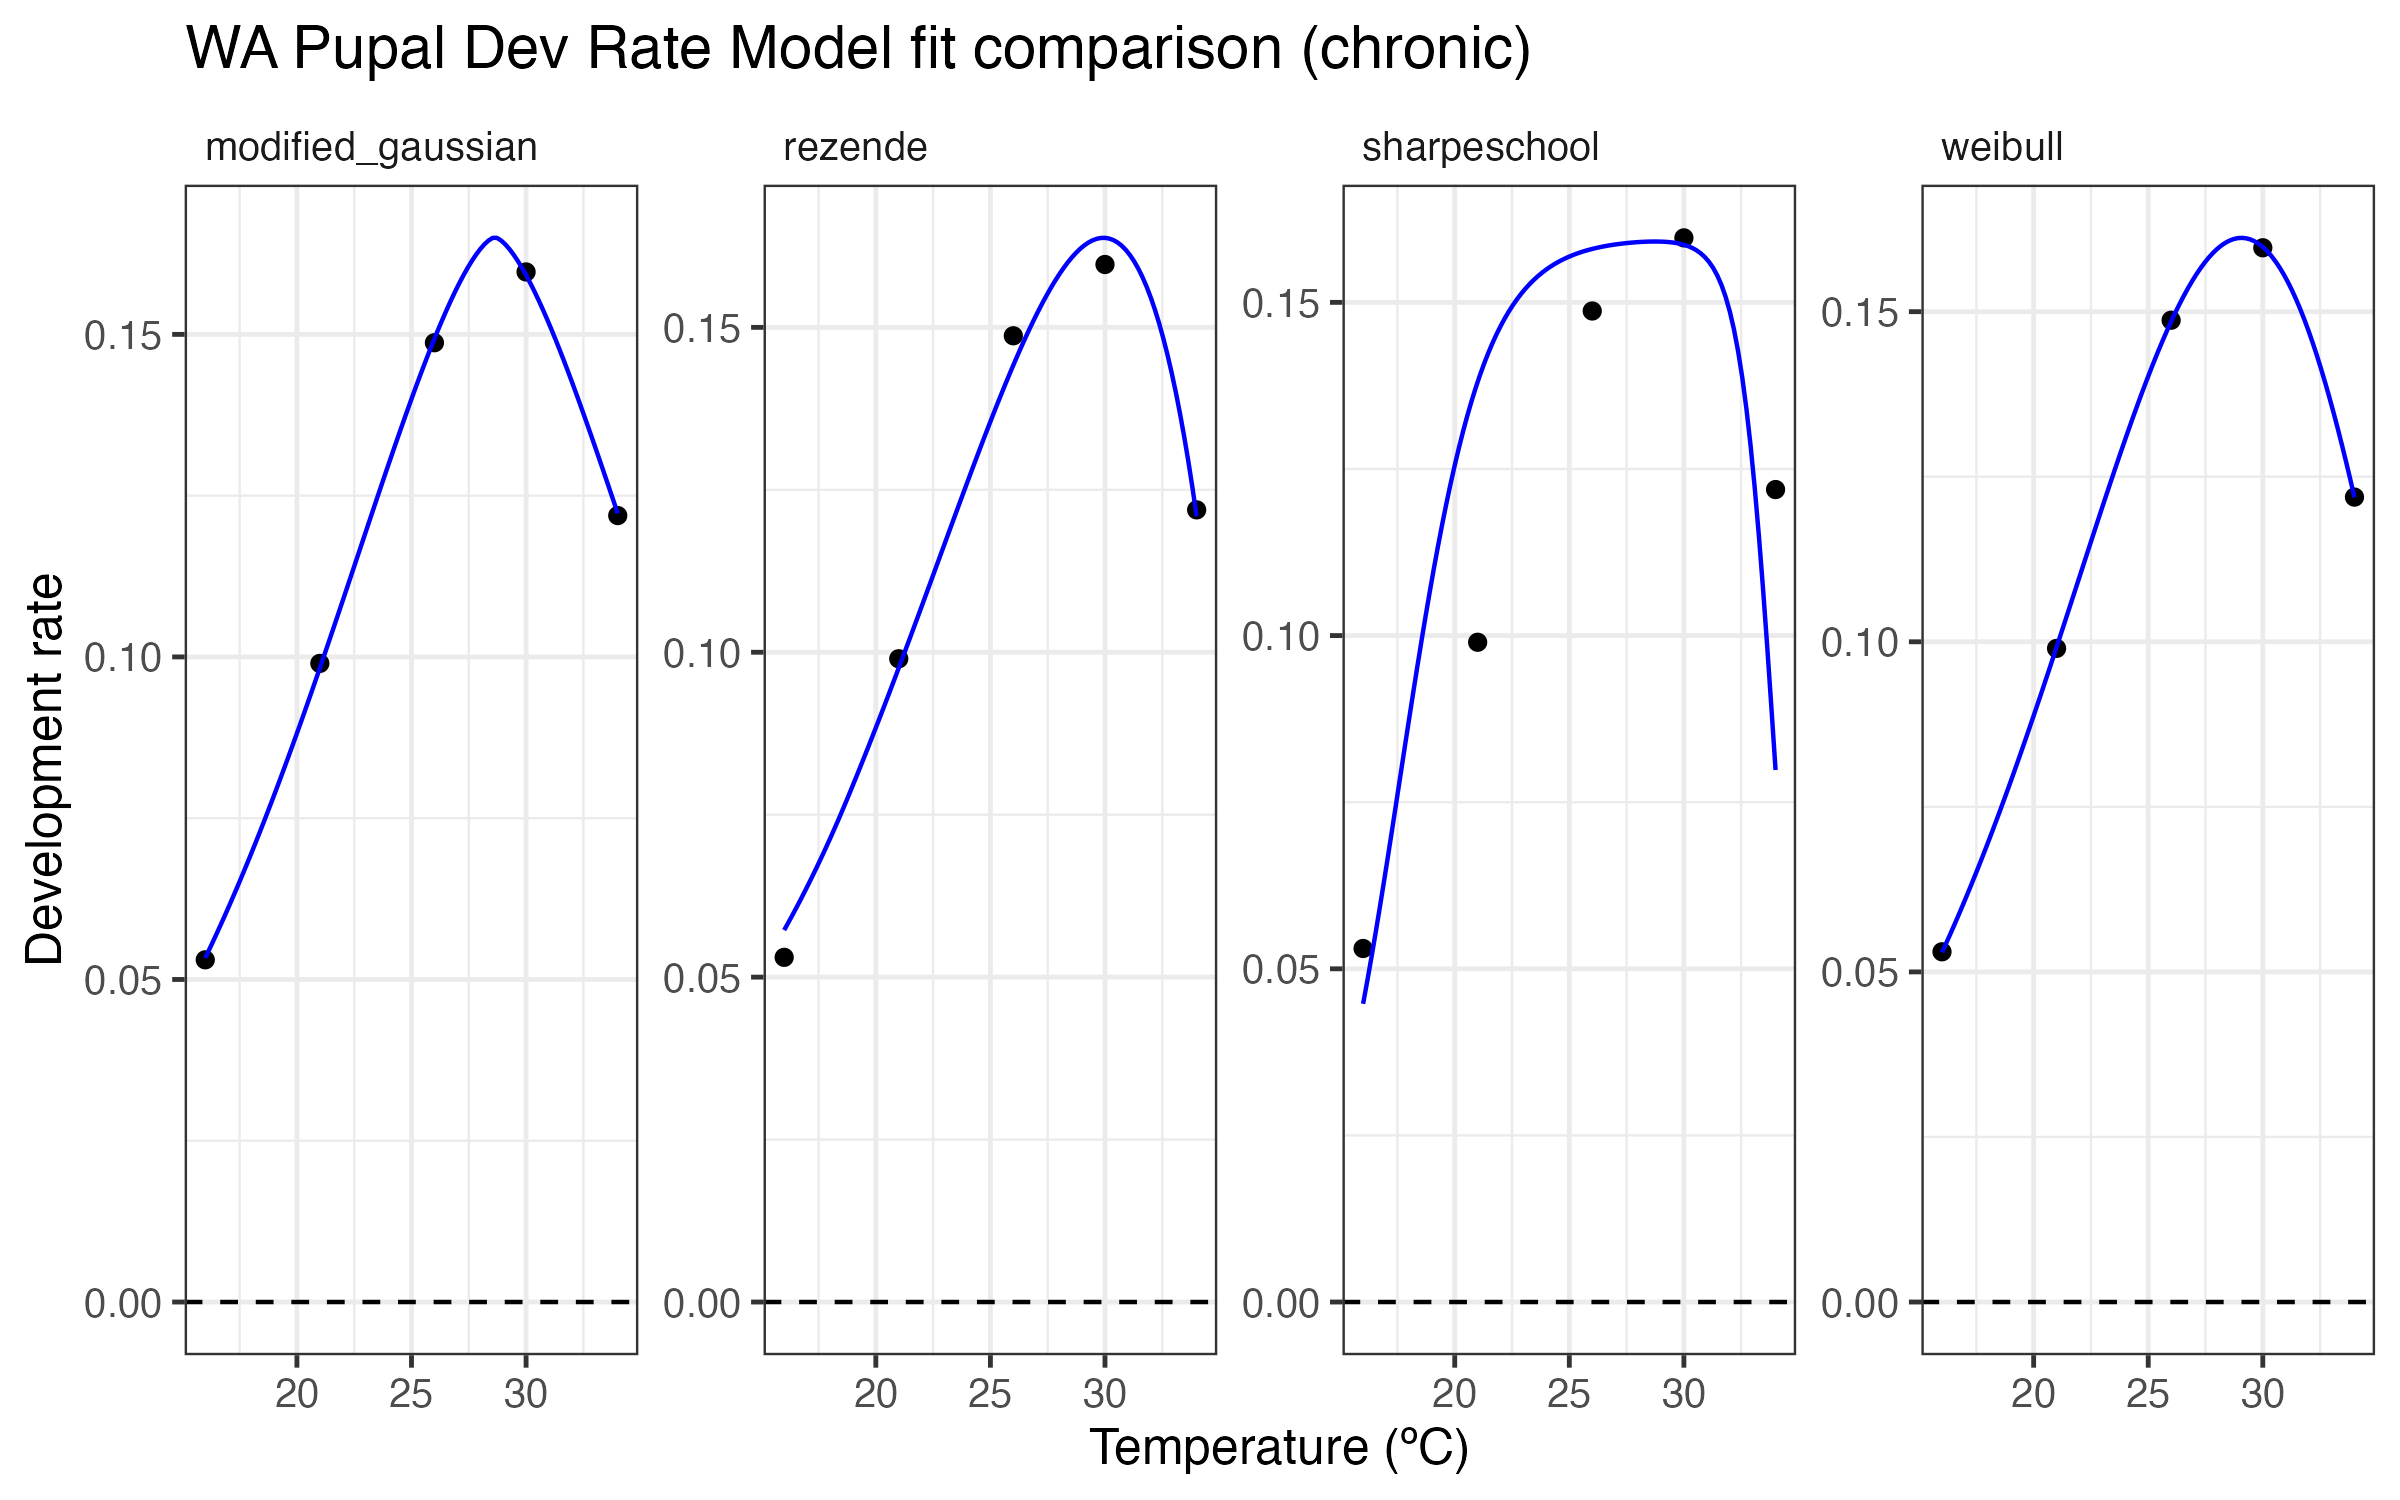 WA Pupal Dev Rate Model fit comparison (chronic)
modified_gaussian rezende sharpeschool weibull
Development rate
0.15 0.15 0.15 0.15
0.10 0.10 0.10 0.10
0.05 0.05 0.05 0.05
0.00 0.00 0.00 0.00
20 25 30 20 25 30 20 25 30 20 25 30
Temperature (ºC)